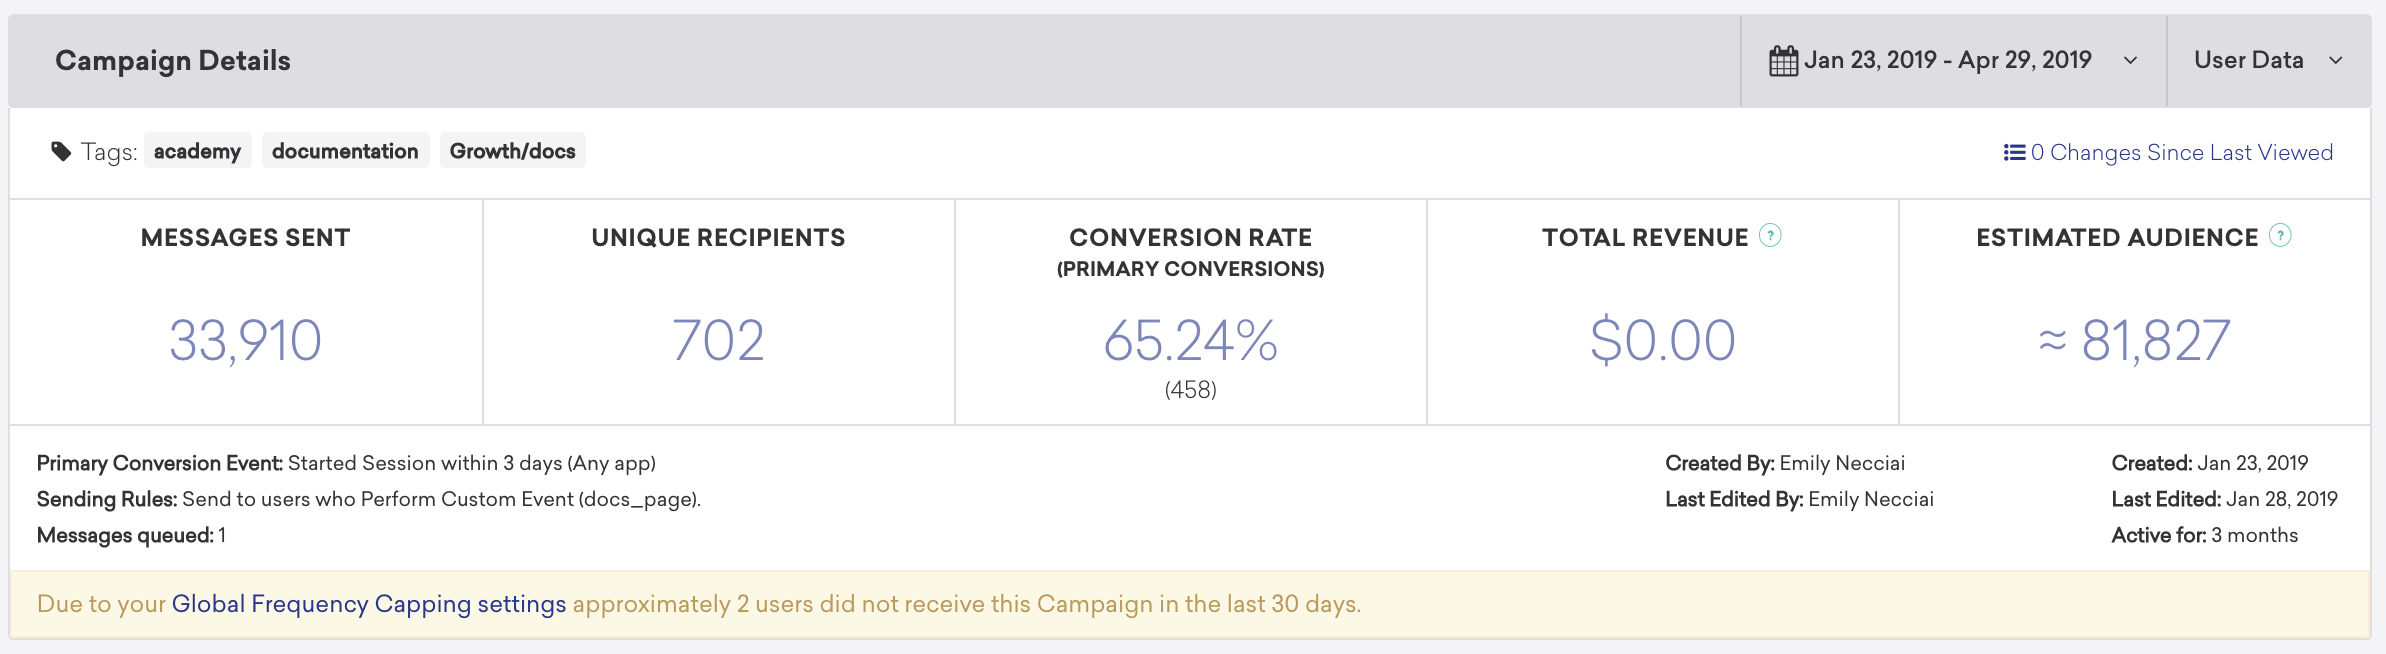 Campaign Details
Jan 23, 2019 - Apr 29, 2019
User Data
Tags: academy documentation Growth/docs
0 Changes Since Last Viewed
MESSAGES SENT
33,910
UNIQUE RECIPIENTS
702
CONVERSION RATE
(PRIMARY CONVERSIONS)
65.24%
(458)
TOTAL REVENUE ?
$0.00
ESTIMATED AUDIENCE ?
≈ 81,827
Primary Conversion Event: Started Session within 3 days (Any app)
Sending Rules: Send to users who Perform Custom Event (docs_page).
Messages queued: 1
Created By: Emily Necciai
Last Edited By: Emily Necciai
Created: Jan 23, 2019
Last Edited: Jan 28, 2019
Active for: 3 months
Due to your Global Frequency Capping settings approximately 2 users did not receive this Campaign in the last 30 days.